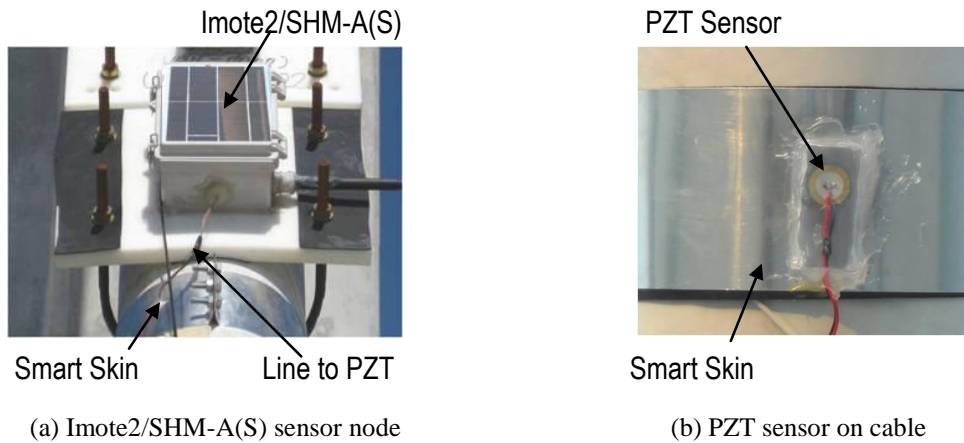 Imote2/SHM-A(S)
PZT Sensor
Smart Skin
Line to PZT
Smart Skin
(a) Imote2/SHM-A(S) sensor node
(b) PZT sensor on cable